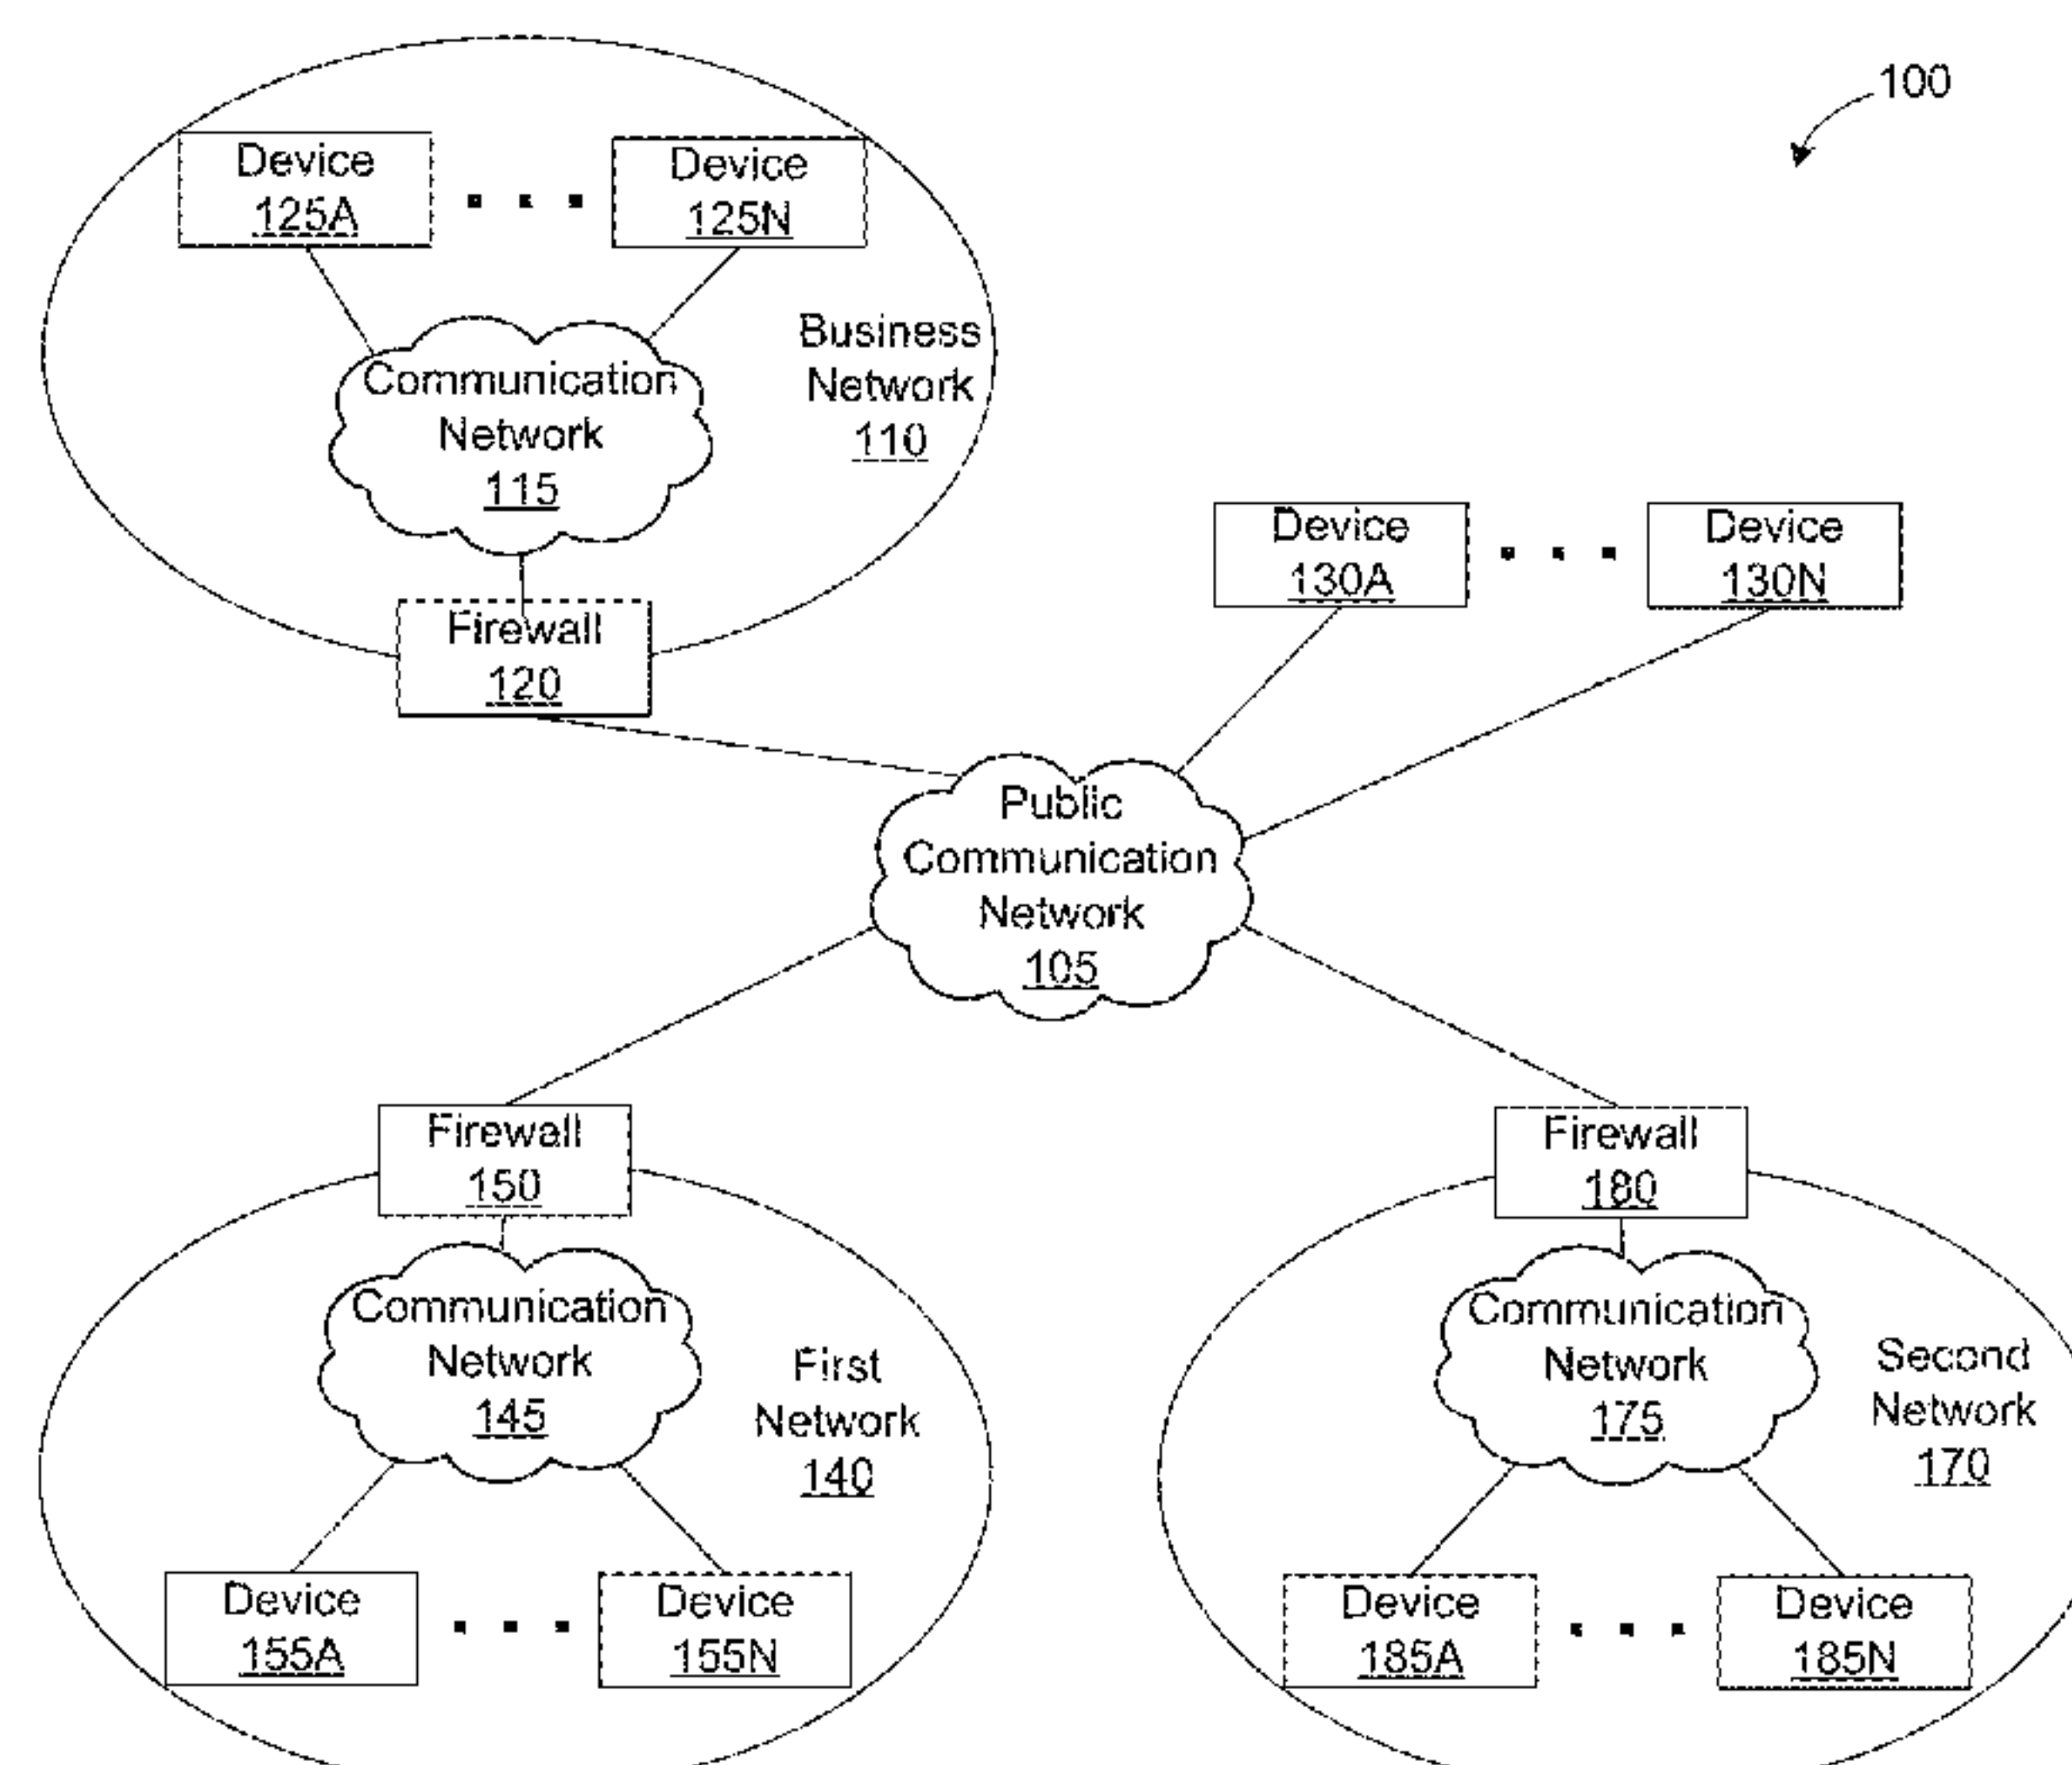 100
Device
125A
Device
125N
Business
Network
110
Communication
Network
115
Device
130A
Device
130N
Firewall
120
Public
Communication
Network
105
Firewall
150
Firewall
180
Communication
Network
145
First
Network
140
Communication
Network
175
Second
Network
170
Device
155A
Device
155N
Device
185A
Device
185N